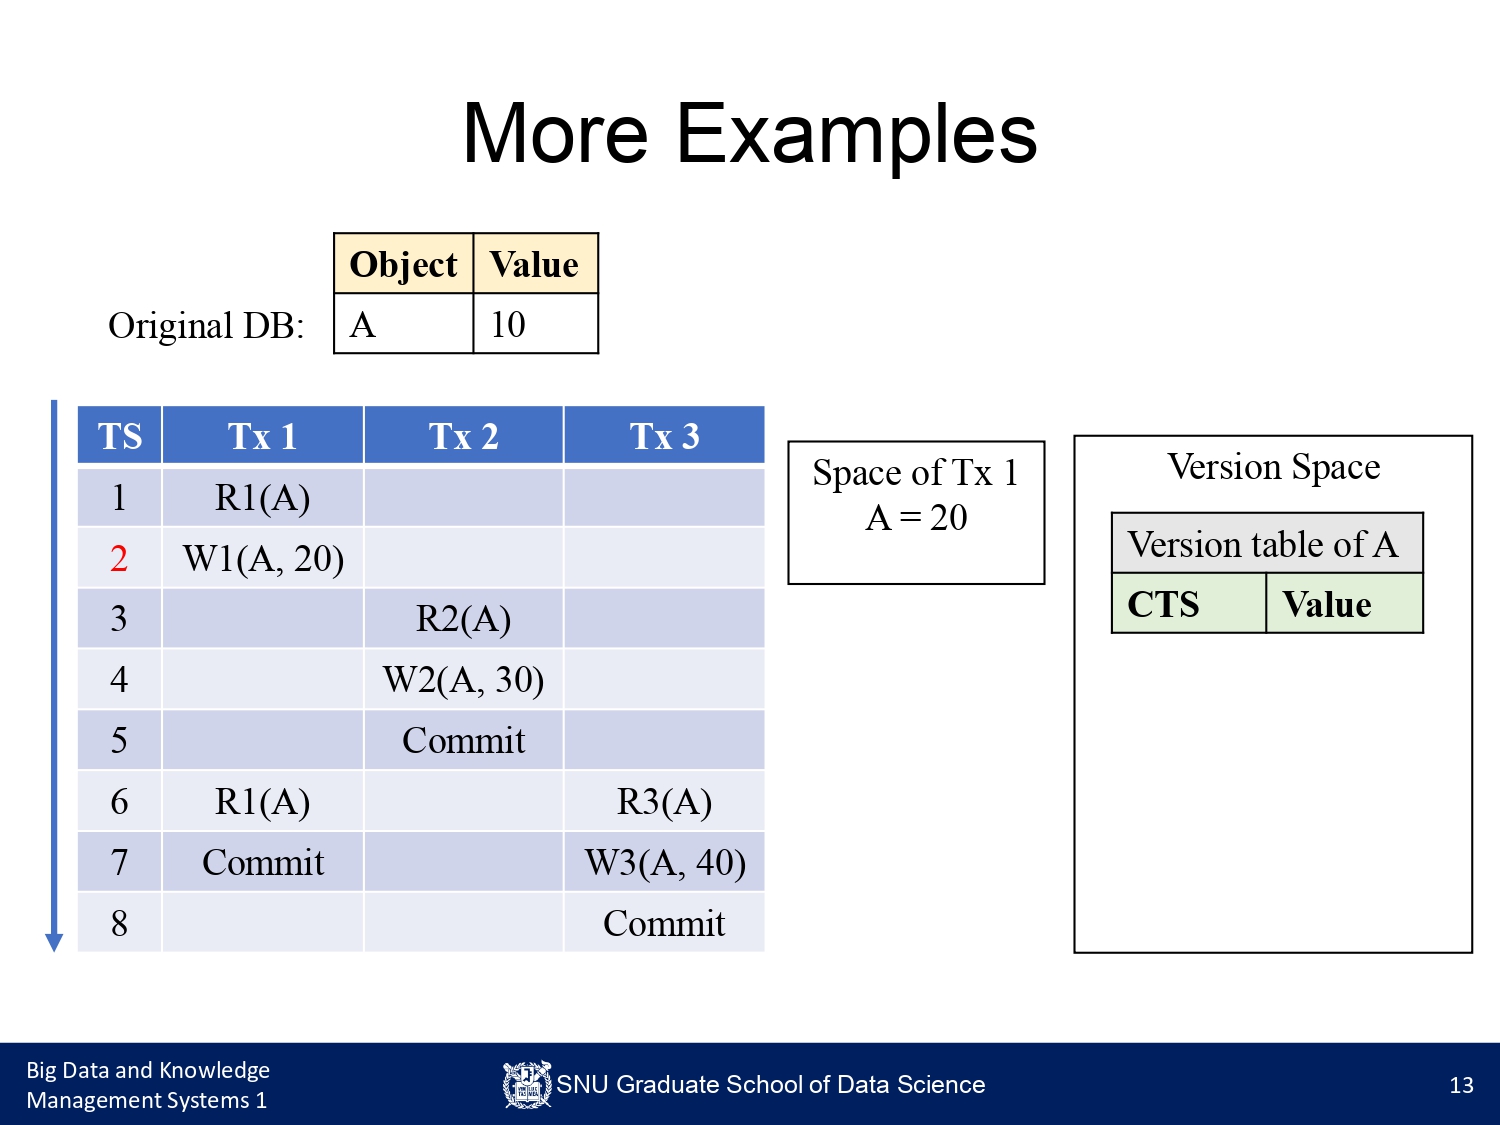 More Examples
Object Value
Original DB: A 10
TS Tx 1 Tx 2 Tx 3
1 R1(A)
2 W1(A, 20)
3 R2(A)
4 W2(A, 30)
5 Commit
6 R1(A) R3(A)
7 Commit W3(A, 40)
8 Commit
Space of Tx 1
A = 20
Version Space
Version table of A
CTS Value
Big Data and Knowledge
Management Systems 1
SNU Graduate School of Data Science
13